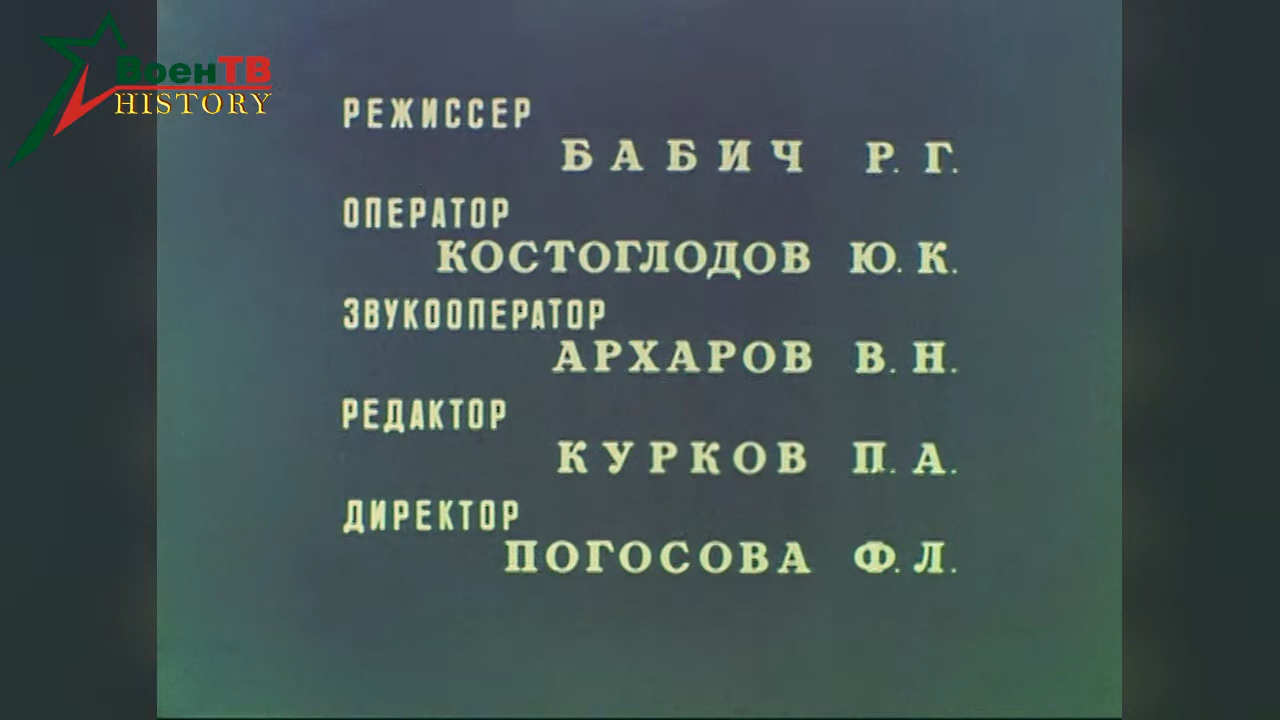 ВоенТВ
HISTORY
РЕЖИССЕР
БАБИЧ Р. Г.
ОПЕРАТОР
КОСТОГЛОДОВ Ю. К.
ЗВУКООПЕРАТОР
АРХАРОВ В. Н.
РЕДАКТОР
КУРКОВ П. А.
ДИРЕКТОР
ПОГОСОВА Ф. Л.